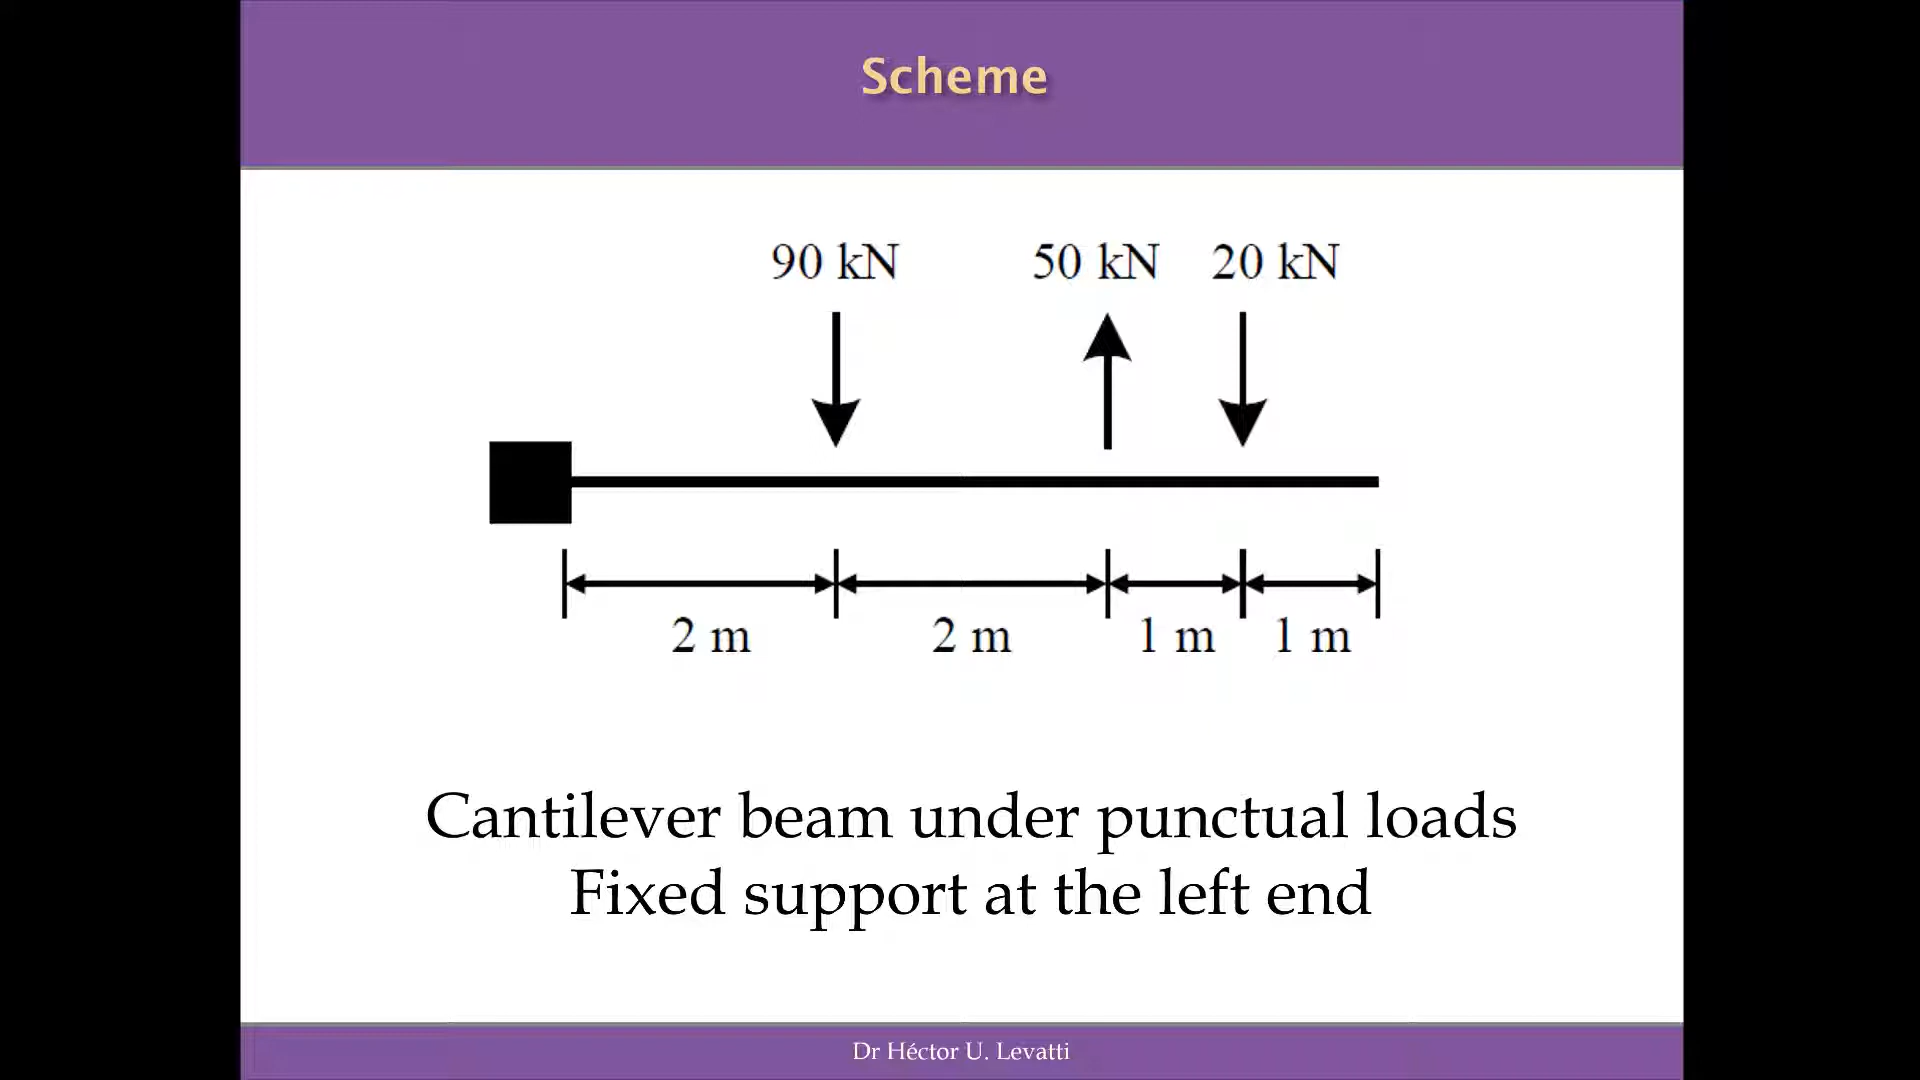 Scheme
90 kN 50 kN 20 kN
2 m 2 m 1 m 1 m
Cantilever beam under punctual loads
Fixed support at the left end
Dr Héctor U. Levatti